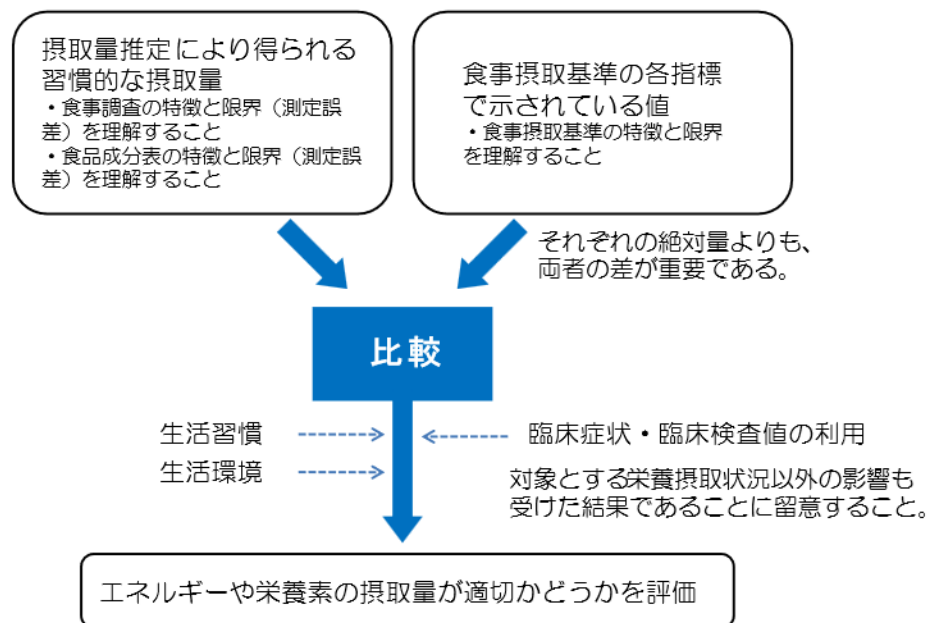 摂取量推定により得られる
習慣的な摂取量
・食事調査の特徴と限界（測定誤
差）を理解すること
・食品成分表の特徴と限界（測定誤
差）を理解すること
食事摂取基準の各指標
で示されている値
・食事摂取基準の特徴と限界
を理解すること
それぞれの絶対量よりも、
両者の差が重要である。
比較
生活習慣
臨床症状・臨床検査値の利用
生活環境
対象とする栄養摂取状況以外の影響も
受けた結果であることに留意すること。
エネルギーや栄養素の摂取量が適切かどうかを評価